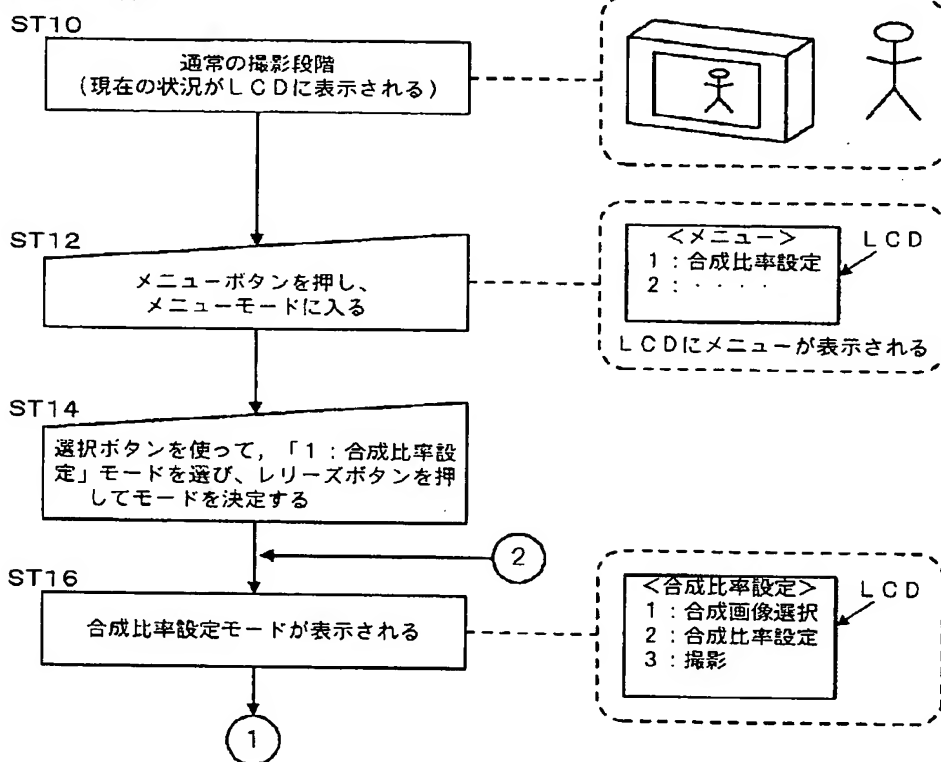 ST10
通常の撮影段階
(現在の状況がLCDに表示される)
ST12
メニューボタンを押し、
メニューモードに入る
<メニュー>
1:合成比率設定
2:・・・・
LCD
LCDにメニューが表示される
ST14
選択ボタンを使って,「1:合成比率設
定」モードを選び、レリーズボタンを押
してモードを決定する
2
ST16
合成比率設定モードが表示される
<合成比率設定>
1:合成画像選択
2:合成比率設定
3:撮影
LCD
1